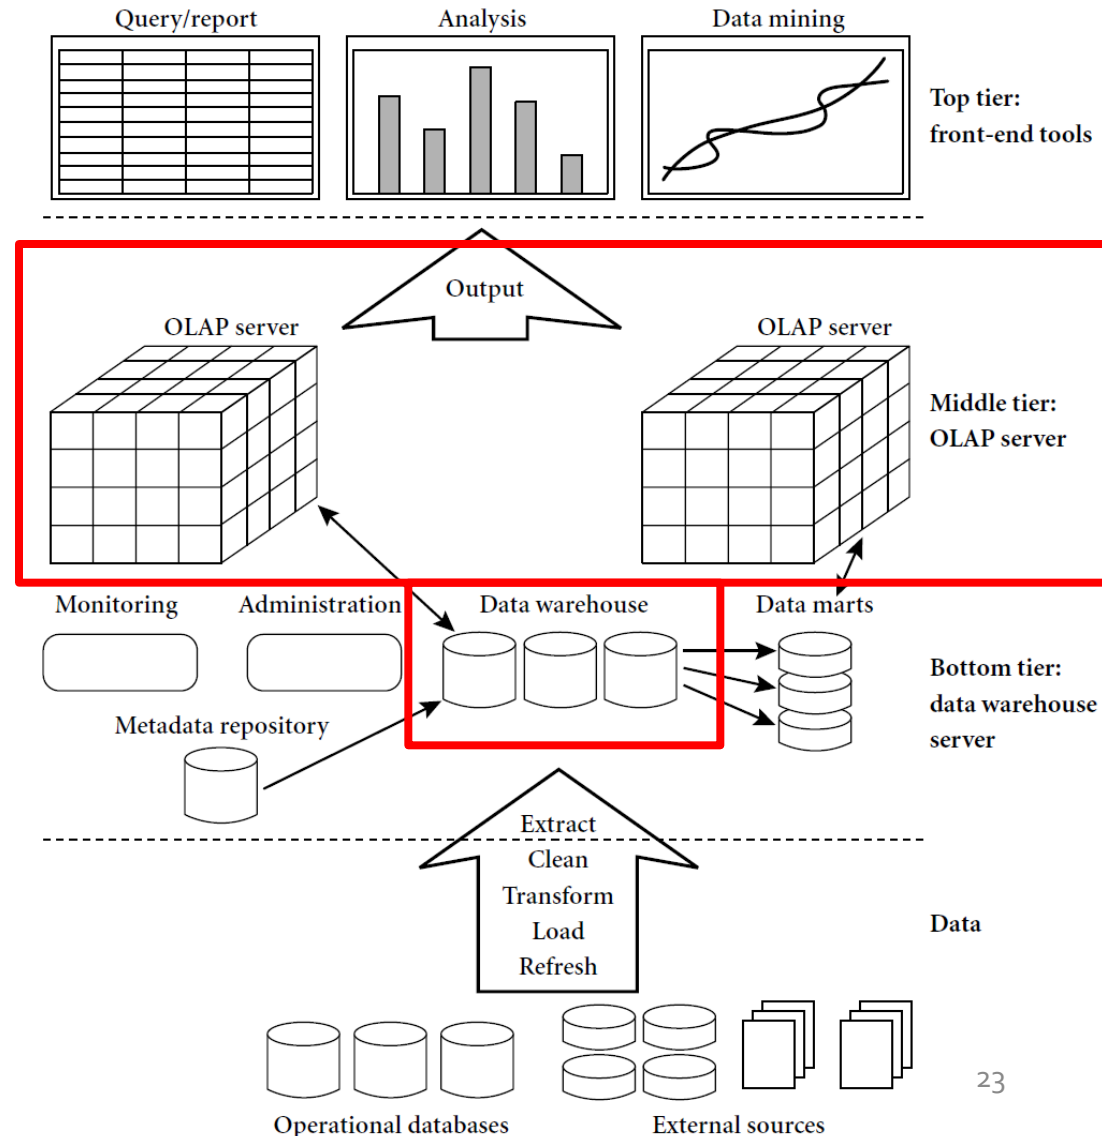 Query/report
Analysis
Data mining
Top tier:
front-end tools
Output
OLAP server
OLAP server
Middle tier:
OLAP server
Monitoring
Administration
Data warehouse
Data marts
Bottom tier:
data warehouse
server
Metadata repository
Extract
Clean
Transform
Load
Refresh
Data
23
Operational databases
External sources